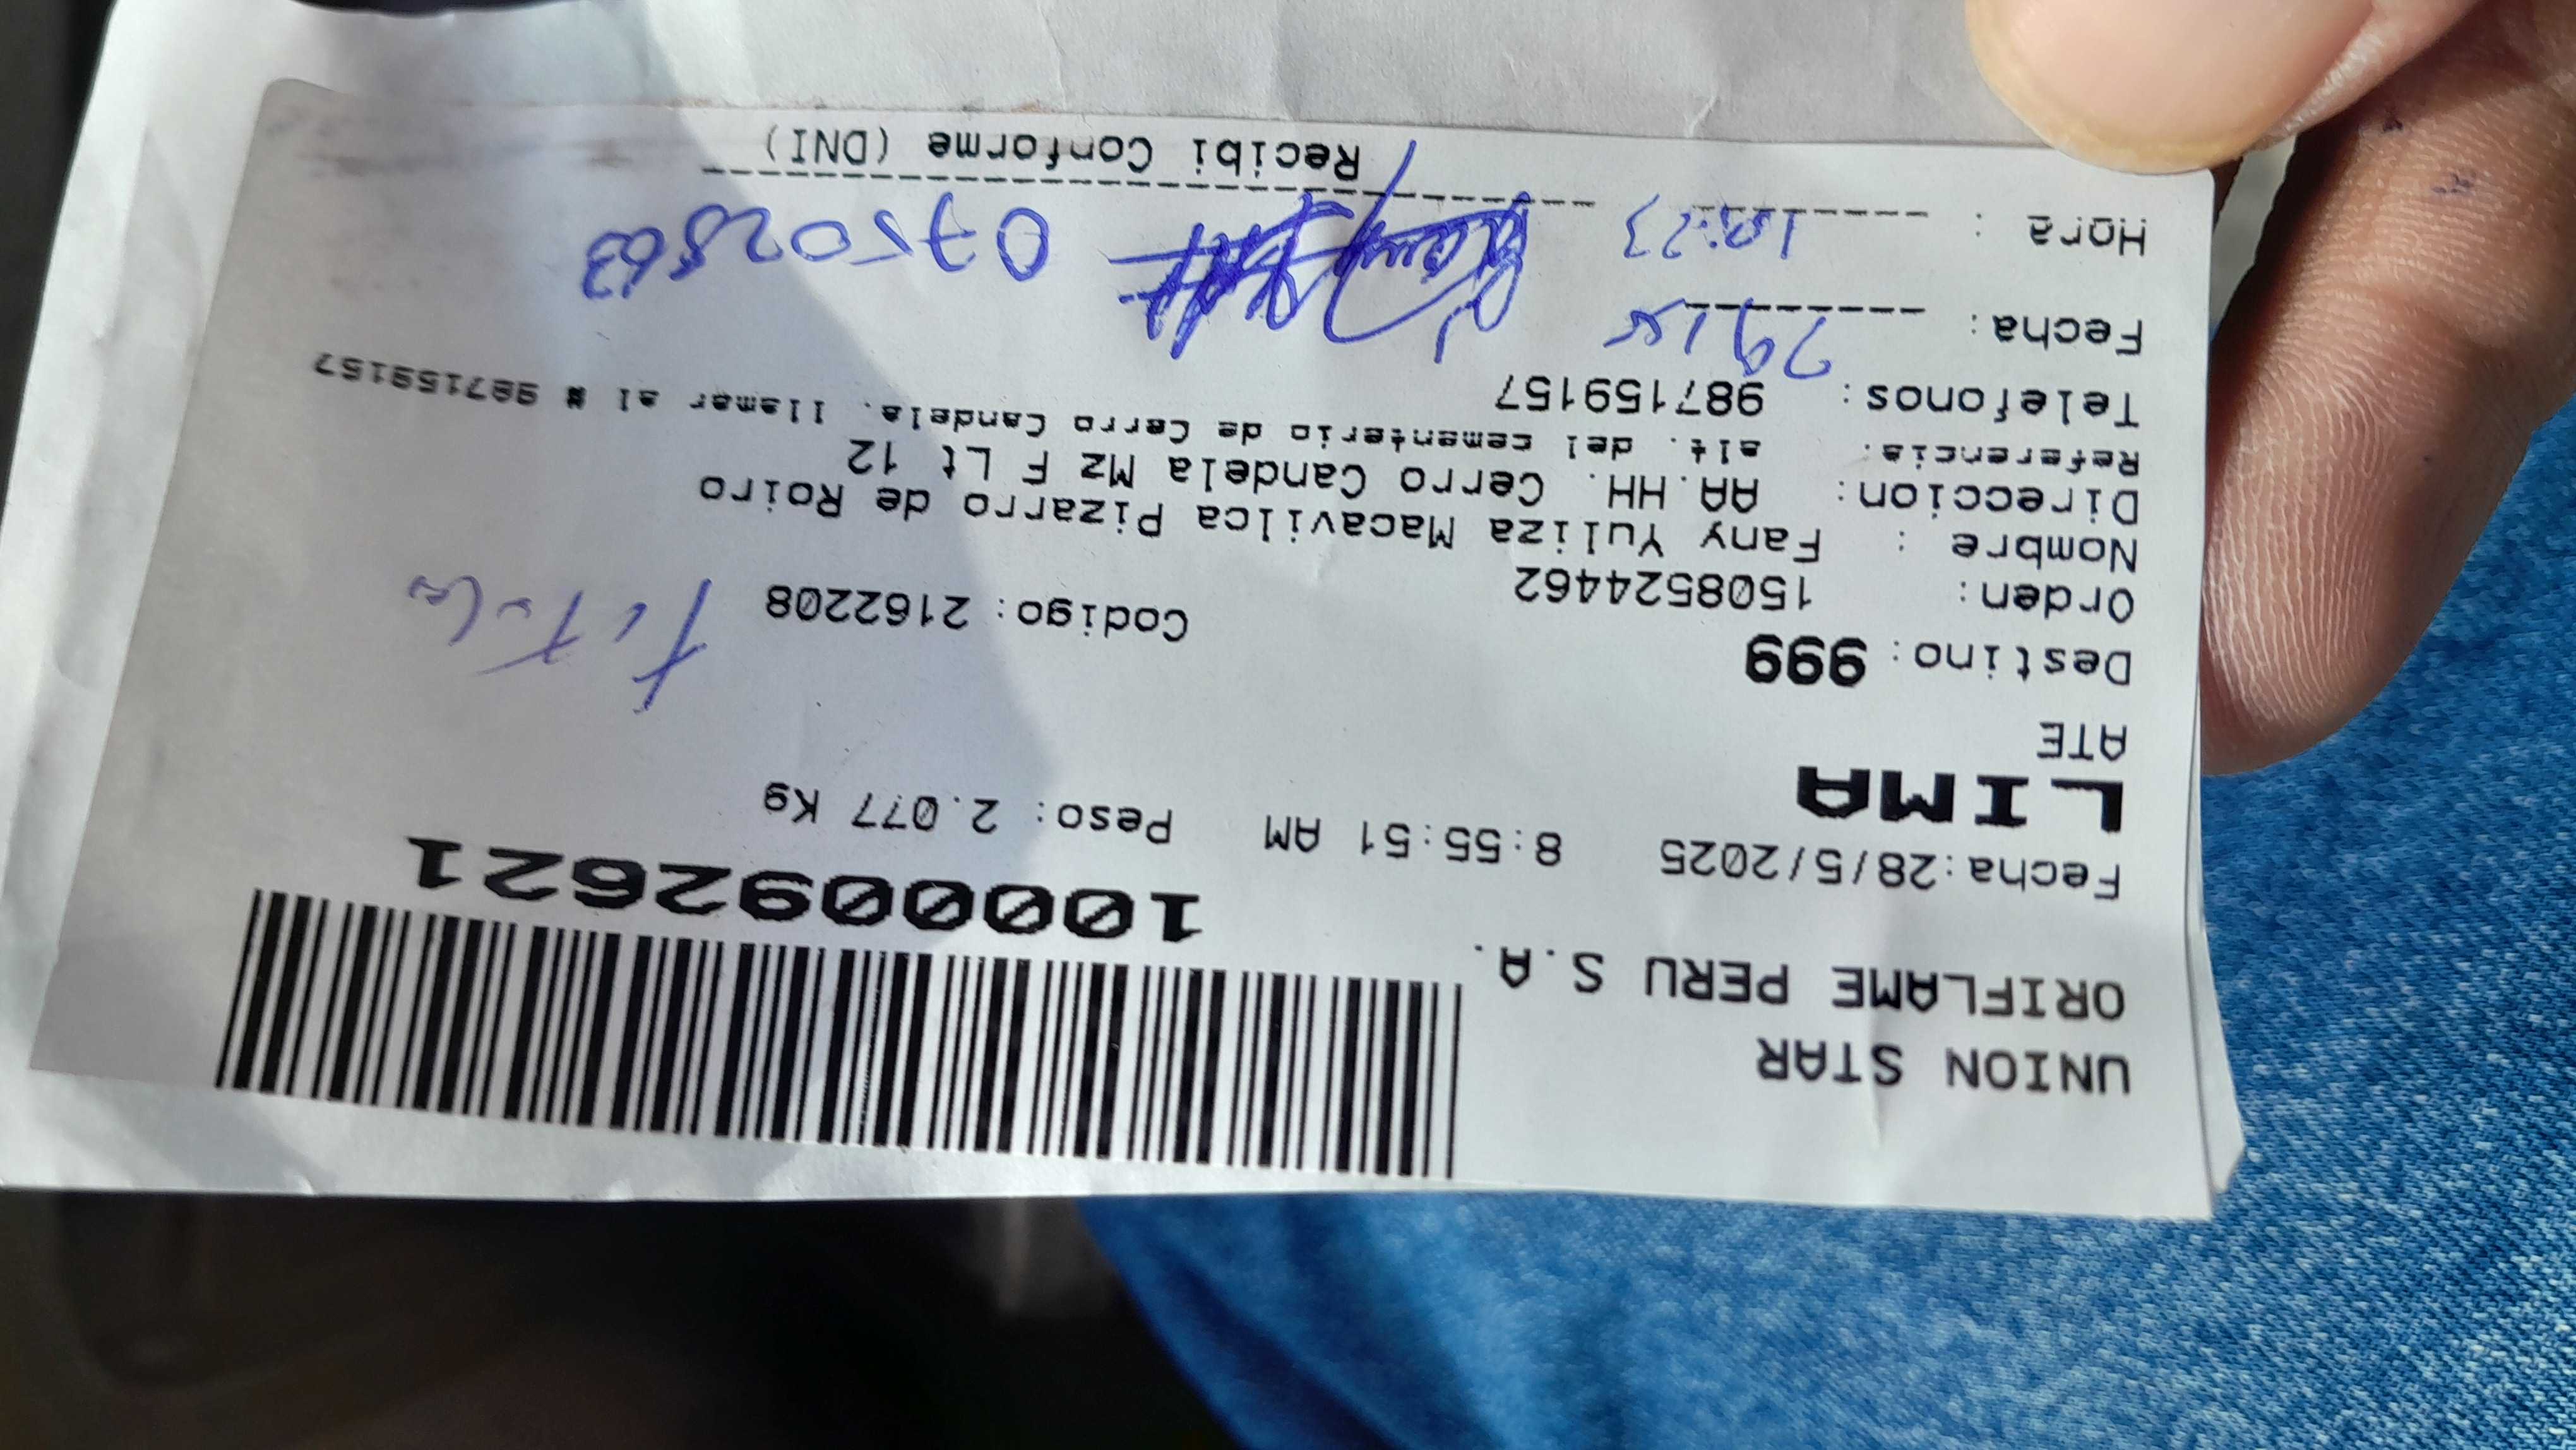 UNION STAR
ORIFLAME PERU S.A.
1000092621
Fecha:28/5/2025 8:55:51 AM Peso: 2.077 Kg
LIMA
ATE
Destino: 999
Orden: 1508524462 Codigo: 2162208
Titular
Nombre : Fany Yuliza Macavilca Pizarro de Roiro
Direccion: AA.HH. Cerro Candela Mz F Lt 12
Referencia: alt. del cementerio de Cerro Candela. llamar al # 987159157
Telefonos: 987159157
Fecha: 29/5
Hora : 10:23 07502863
Recibi Conforme (DNI)